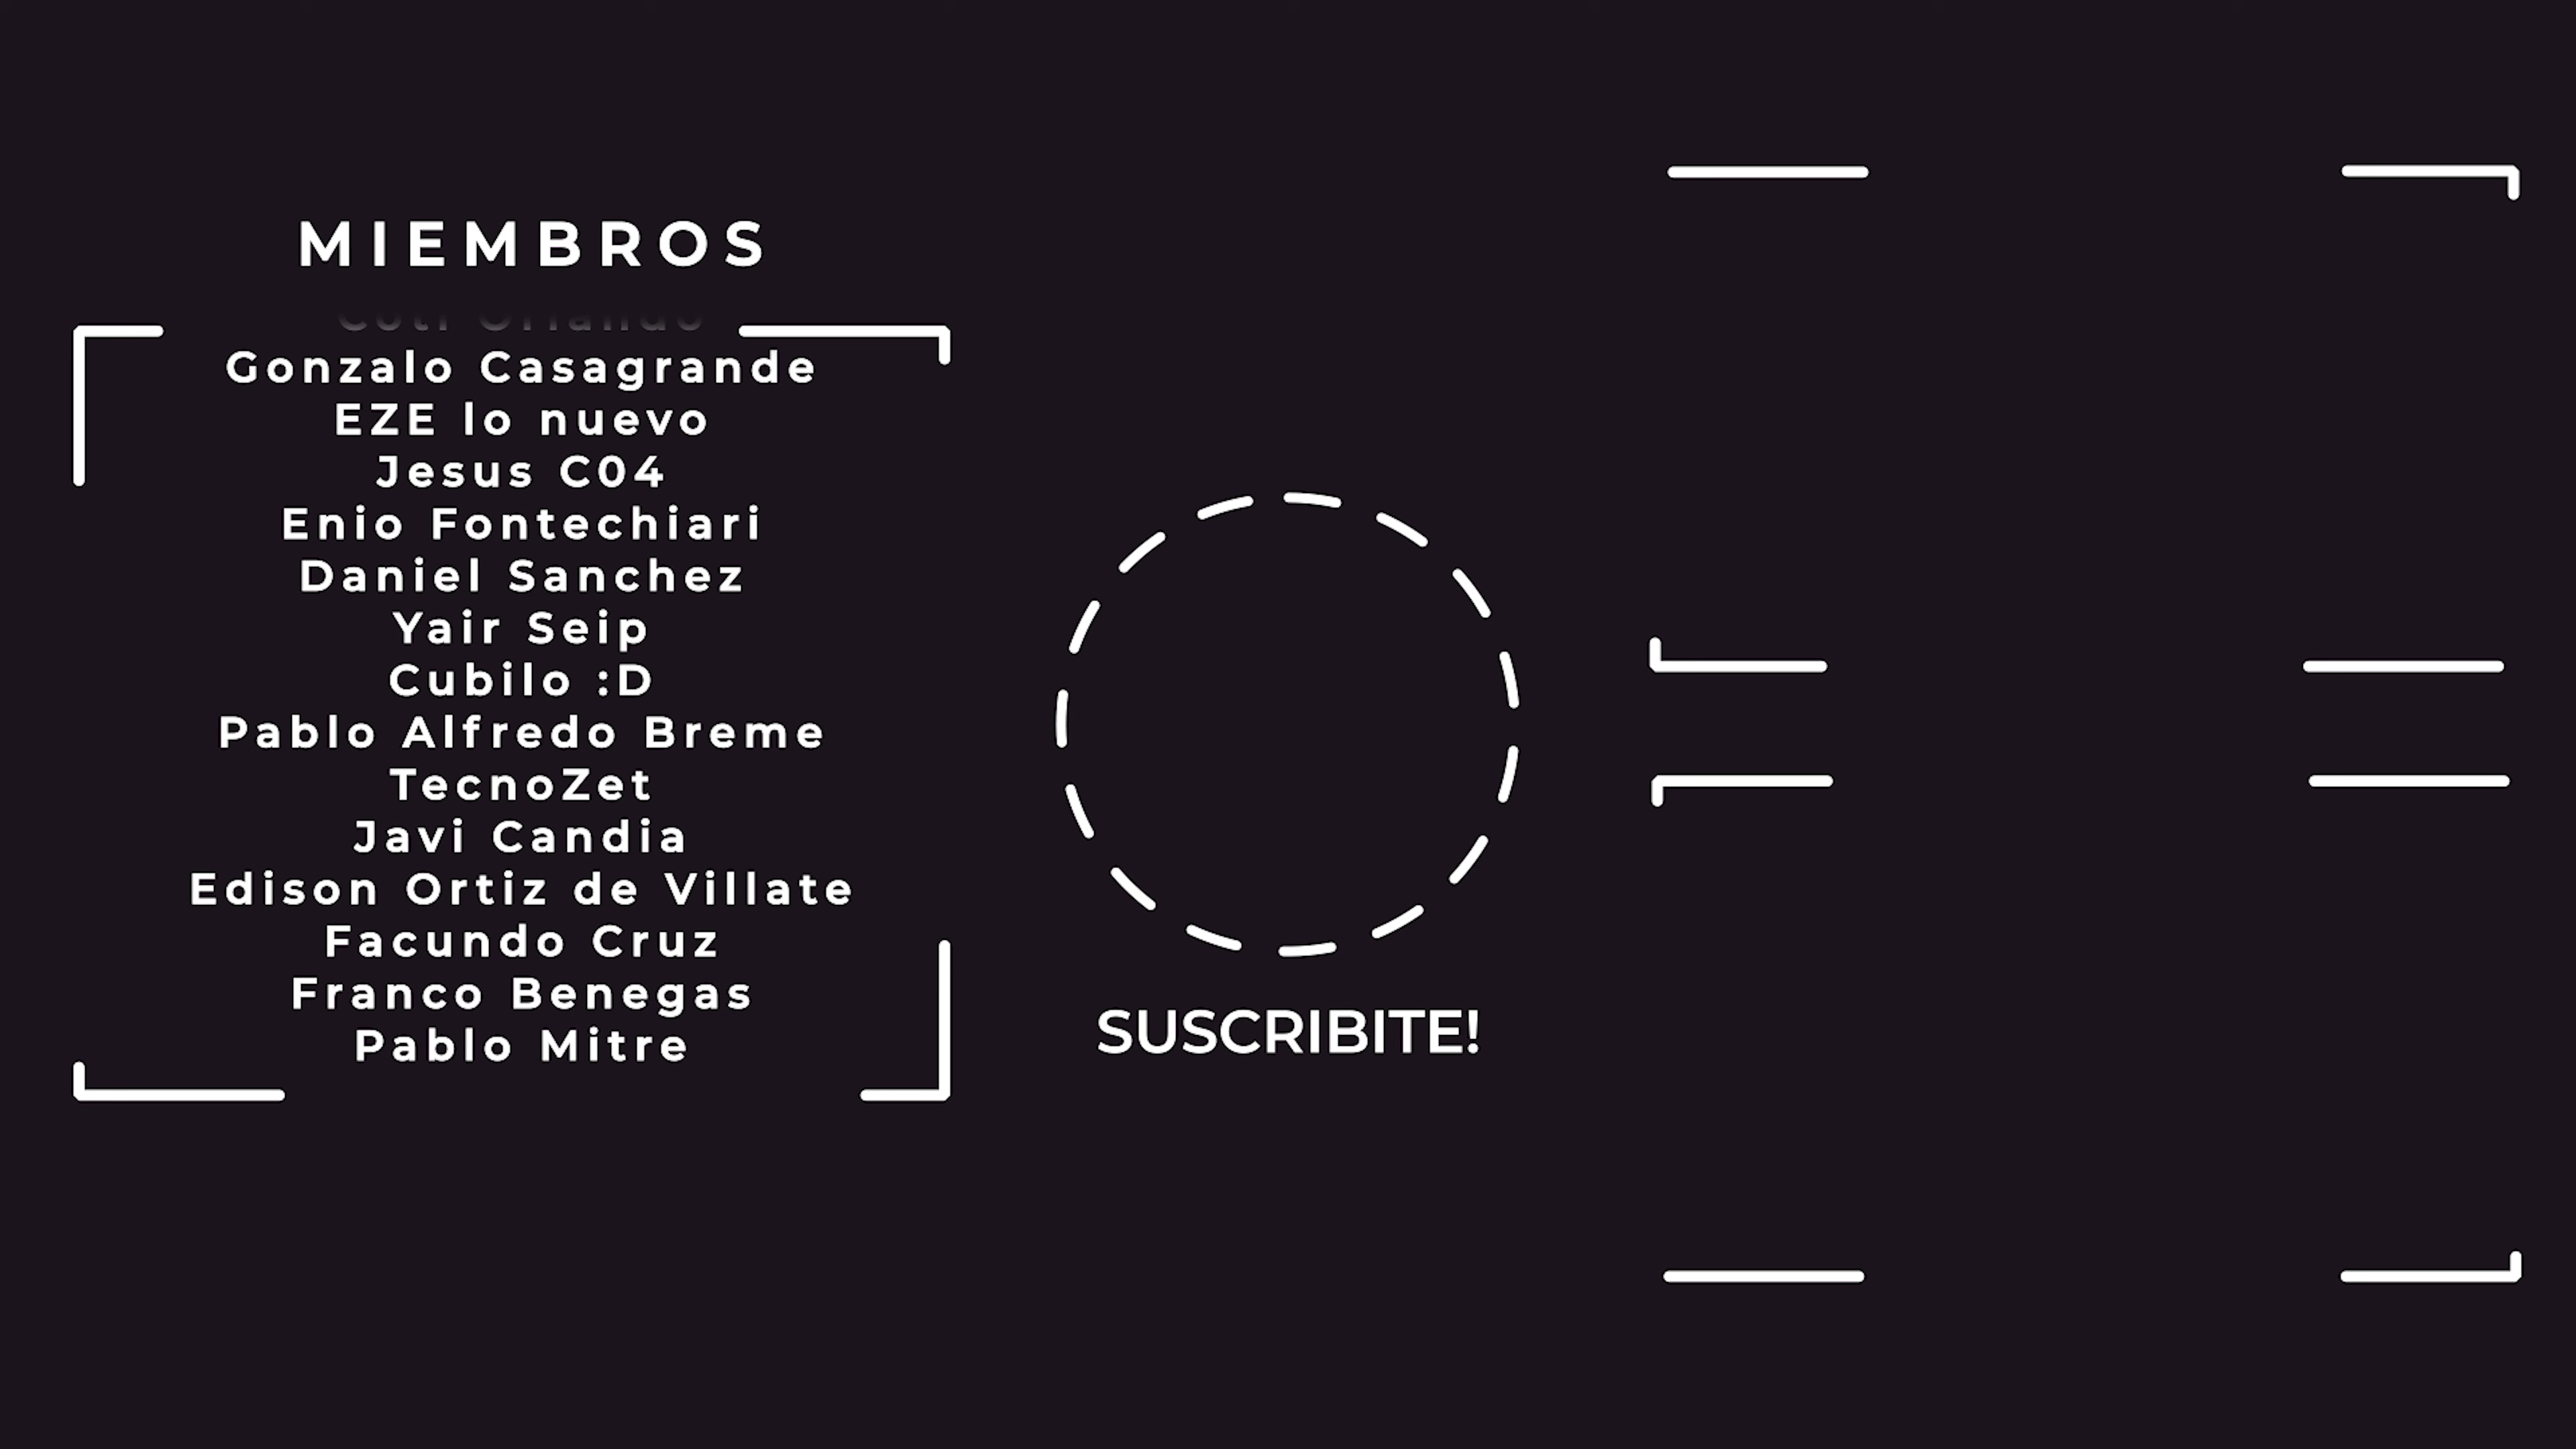 MIEMBROS
Gonzalo Casagrande
EZE lo nuevo
Jesus C04
Enio Fontechiari
Daniel Sanchez
Yair Seip
Cubilo :D
Pablo Alfredo Breme
TecnoZet
Javi Candia
Edison Ortiz de Villate
Facundo Cruz
Franco Benegas
Pablo Mitre
SUSCRIBITE!